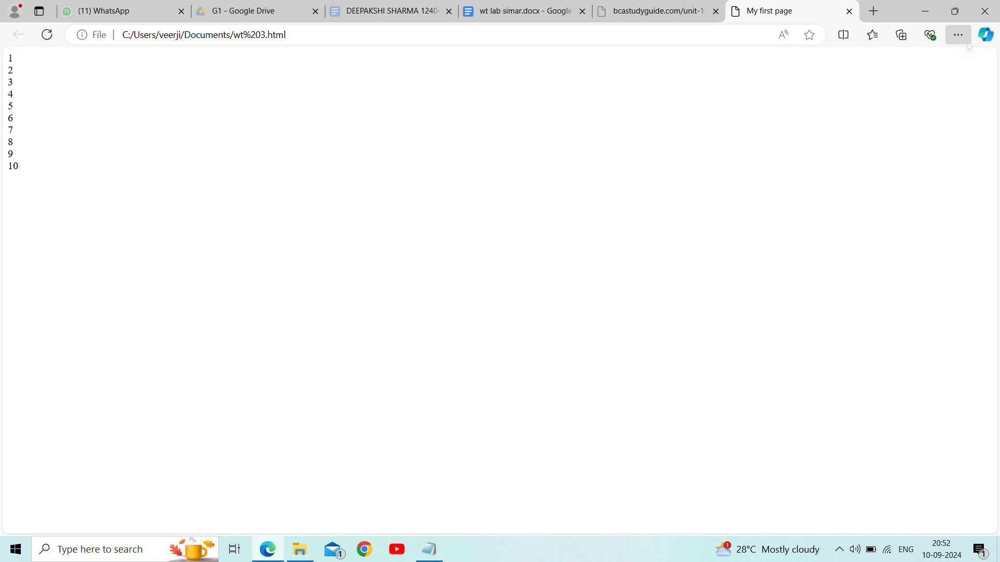 11 (11) WhatsApp
G1 - Google Drive
DEEPAKSHI SHARMA 1240
wt lab simar.docx - Google
bcastudyguide.com/unit-1-
My first page
File
C:/Users/veerji/Documents/wt%203.html
1
2
3
4
5
6
7
8
9
10
Type here to search
1
1
28°C Mostly cloudy
ENG
20:52
10-09-2024
1